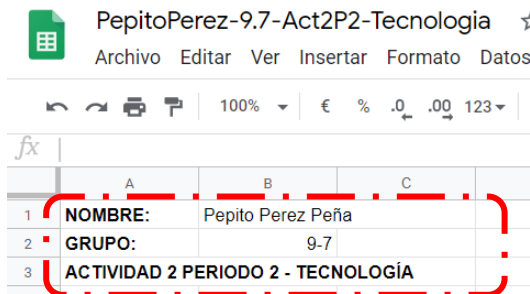 PepitoPerez-9.7-Act2P2-Tecnologia
Archivo Editar Ver Insertar Formato Datos
100% € % .0 .00 123
fx
A B C
1 NOMBRE: Pepito Perez Peña
2 GRUPO: 9-7
3 ACTIVIDAD 2 PERIODO 2 - TECNOLOGÍA